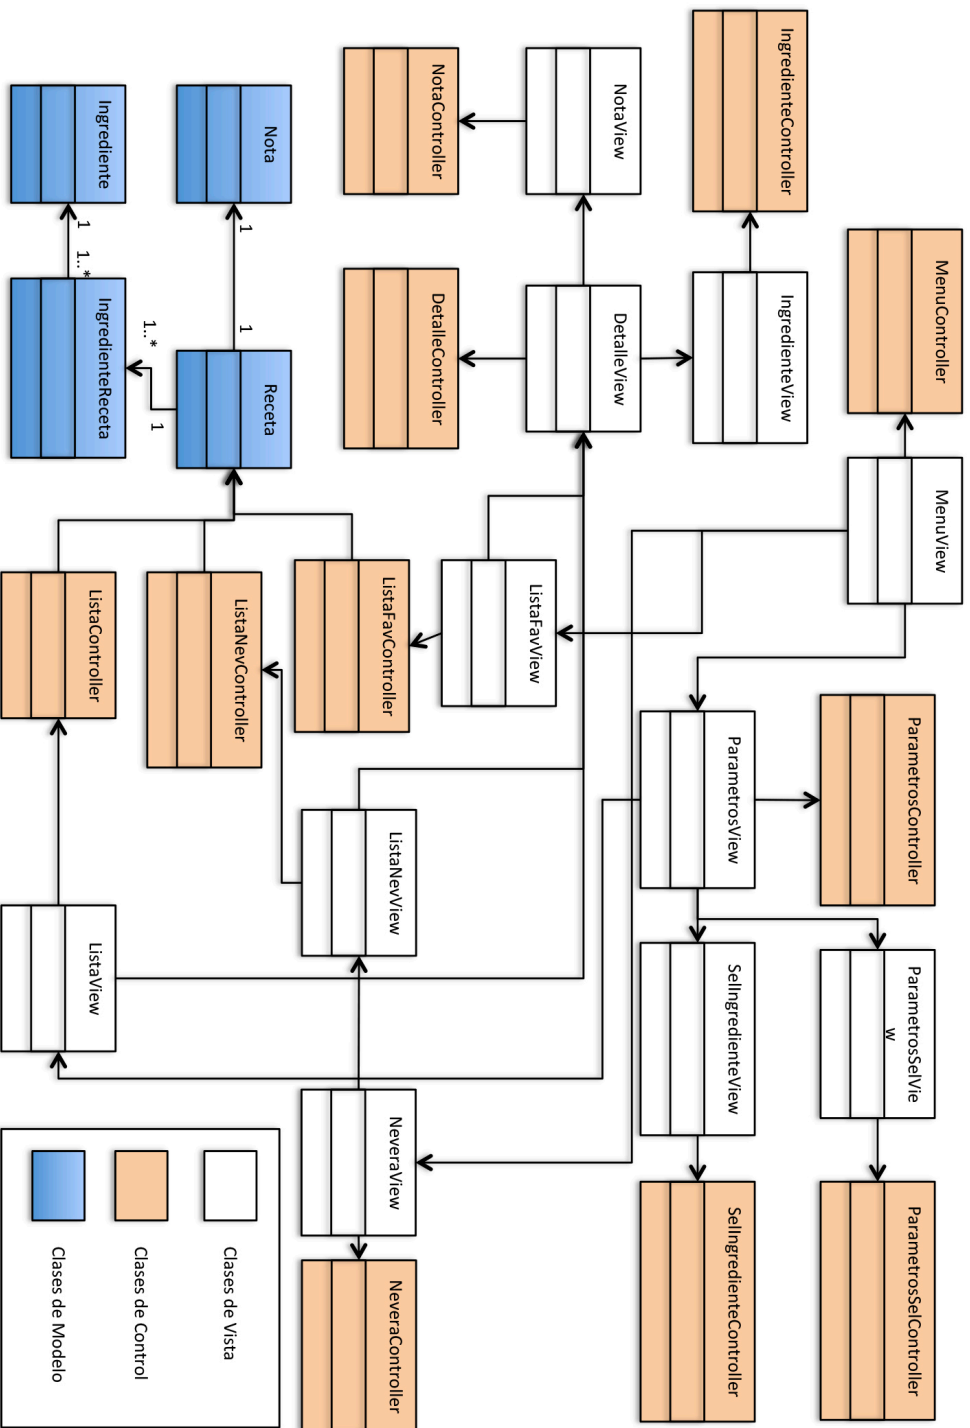 MenuController
MenuView
ParametrosController
ParametrosSelVie
w
ParametrosSelController
IngredienteController
IngredienteView
ParametrosView
SelIngredienteView
SelIngredienteController
NotaView
DetalleView
ListaFavView
NotaController
DetalleController
ListaFavController
ListaNevView
NeveraView
NeveraController
Nota
1
1
Receta
ListaNevController
1
1..*
Ingrediente
1
1..*
IngredienteReceta
ListaController
ListaView
Clases de Vista
Clases de Control
Clases de Modelo